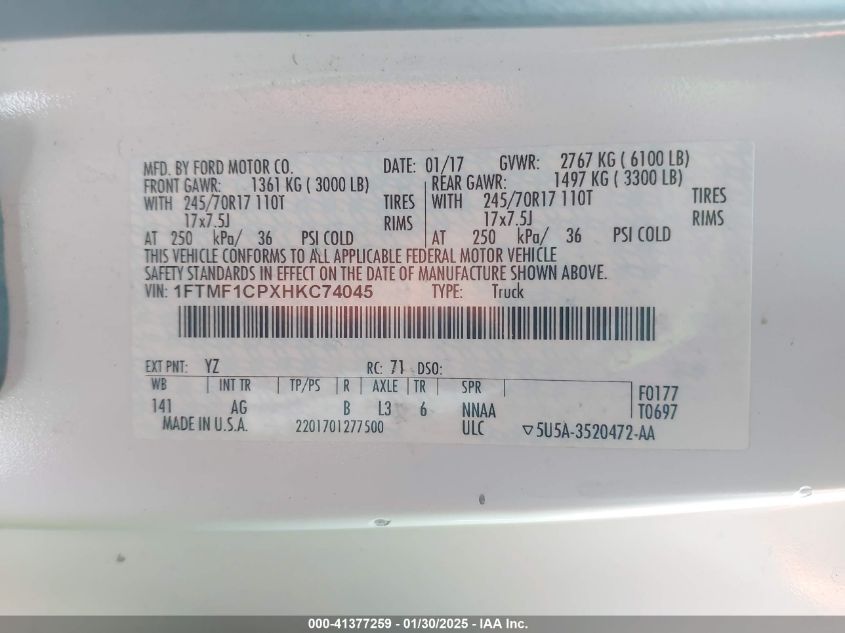 MFD. BY FORD MOTOR CO. DATE: 01/17 GVWR: 2767 KG ( 6100 LB)
FRONT GAWR: 1361 KG ( 3000 LB) REAR GAWR: 1497 KG ( 3300 LB)
WITH 245/70R17 110T TIRES WITH 245/70R17 110T TIRES
17x7.5J RIMS 17x7.5J RIMS
AT 250 kPa/ 36 PSI COLD AT 250 kPa/ 36 PSI COLD
THIS VEHICLE CONFORMS TO ALL APPLICABLE FEDERAL MOTOR VEHICLE
SAFETY STANDARDS IN EFFECT ON THE DATE OF MANUFACTURE SHOWN ABOVE.
VIN: 1FTMF1CPXHKC74045 TYPE: Truck
EXT PNT: YZ RC: 71 DSO:
WB INT TR TP/PS R AXLE TR SPR F0177
141 AG B L3 6 NNAA T0697
MADE IN U.S.A. 2201701277500 ULC ▽5U5A-3520472-AA
000-41377259 - 01/30/2025 - IAA Inc.